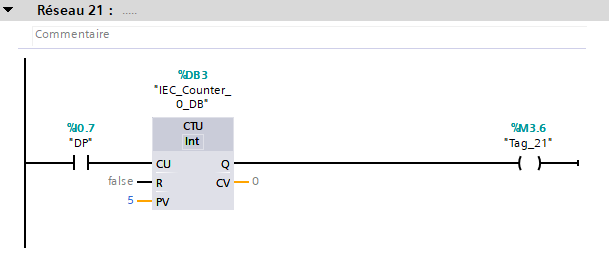 Réseau 21 : .....
Commentaire
%DB3
"IEC_Counter_
0_DB"
%I0.7
"DP"
CTU
Int
%M3.6
"Tag_21"
CU
Q
false
R
CV
0
5
PV